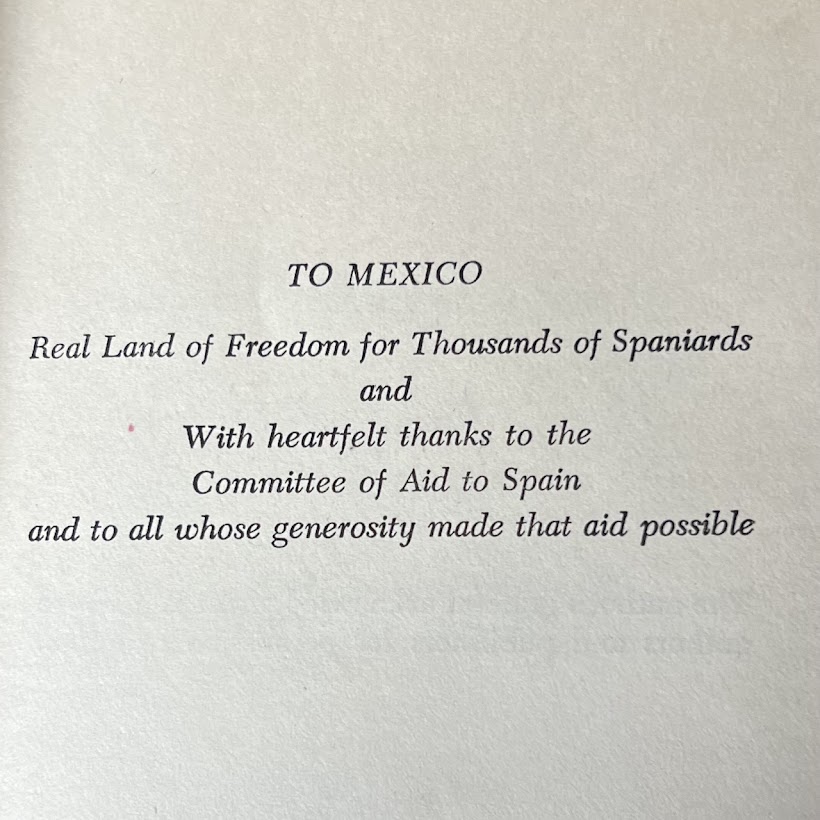 TO MEXICO
Real Land of Freedom for Thousands of Spaniards
and
With heartfelt thanks to the
Committee of Aid to Spain
and to all whose generosity made that aid possible